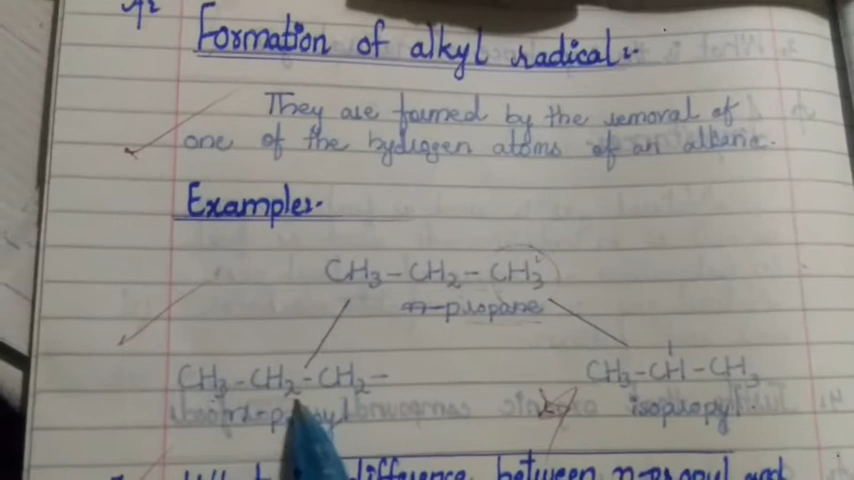 Formation of alkyl radical:-
They are formed by the removal of
one of the hydrogen atoms of an alkane.
Examples.
CH₃-CH₂-CH₃
n-propane
CH₃-CH₂-CH₂-
CH₃-CH-CH₃
n-propyl
isopropyl.
difference between n-propyl and